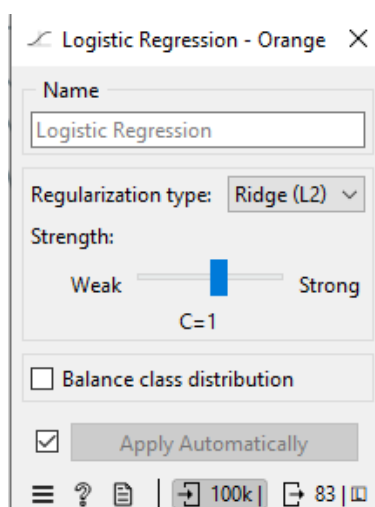 Logistic Regression - Orange
Name
Logistic Regression
Regularization type: Ridge (L2)
Strength:
Weak Strong
C=1
Balance class distribution
Apply Automatically
? 100k | 83 |